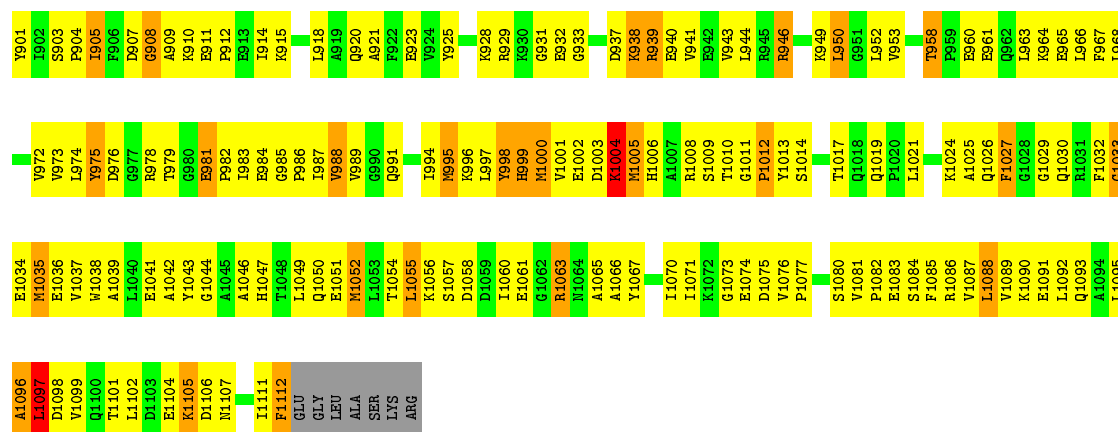 Y901 I902 S903 P904 I905 F906 D907 G908 A909 K910 E911 P912 E913 I914 K915 L918 A919 Q920 A921 F922 E923 V924 Y925 K928 R929 K930 G931 E932 G933 D937 K938 R939 E940 V941 E942 V943 L944 R945 R946 K949 L950 G951 L952 V953 T958 P959 E960 E961 Q962 L963 K964 E965 L966 F967 L968
V972 V973 L974 Y975 D976 G977 R978 T979 G980 E981 P982 I983 E984 G985 P986 I987 V988 V989 G990 Q991 I994 M995 K996 L997 Y998 H999 M1000 V1001 E1002 D1003 K1004 M1005 H1006 A1007 R1008 S1009 T1010 G1011 P1012 Y1013 S1014 T1017 Q1018 Q1019 P1020 L1021 K1024 A1025 Q1026 F1027 G1028 G1029 Q1030 R1031 F1032 G1033
E1034 M1035 E1036 V1037 W1038 A1039 L1040 E1041 A1042 Y1043 G1044 A1045 A1046 H1047 T1048 L1049 Q1050 E1051 M1052 L1053 T1054 L1055 K1056 S1057 D1058 D1059 I1060 E1061 G1062 R1063 N1064 A1065 A1066 Y1067 I1070 I1071 K1072 G1073 E1074 D1075 V1076 P1077 S1080 V1081 P1082 E1083 S1084 F1085 R1086 V1087 L1088 V1089 K1090 E1091 L1092 Q1093 A1094 L1095
A1096 L1097 D1098 V1099 Q1100 T1101 L1102 D1103 E1104 K1105 D1106 N1107 I1111 F1112 GLU GLY LEU ALA SER LYS ARG